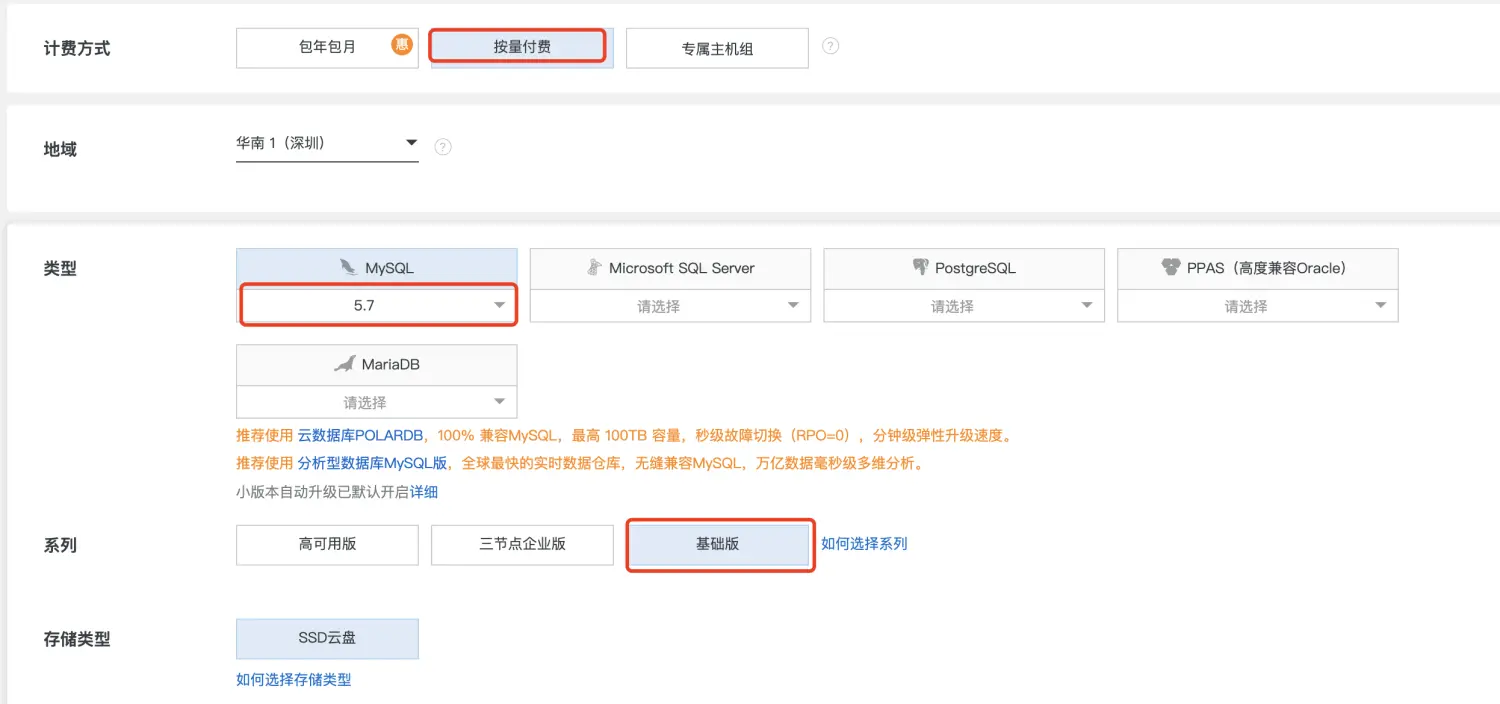 计费方式 包年包月 惠 按量付费 专属主机组 ?
地域 华南 1（深圳） ?
类型 MySQL Microsoft SQL Server PostgreSQL PPAS（高度兼容Oracle）
5.7 请选择 请选择 请选择
MariaDB
请选择
推荐使用 云数据库POLARDB，100% 兼容MySQL，最高 100TB 容量，秒级故障切换（RPO=0），分钟级弹性升级速度。
推荐使用 分析型数据库MySQL版，全球最快的实时数据仓库，无缝兼容MySQL，万亿数据毫秒级多维分析。
小版本自动升级已默认开启详细
系列 高可用版 三节点企业版 基础版 如何选择系列
存储类型 SSD云盘
如何选择存储类型